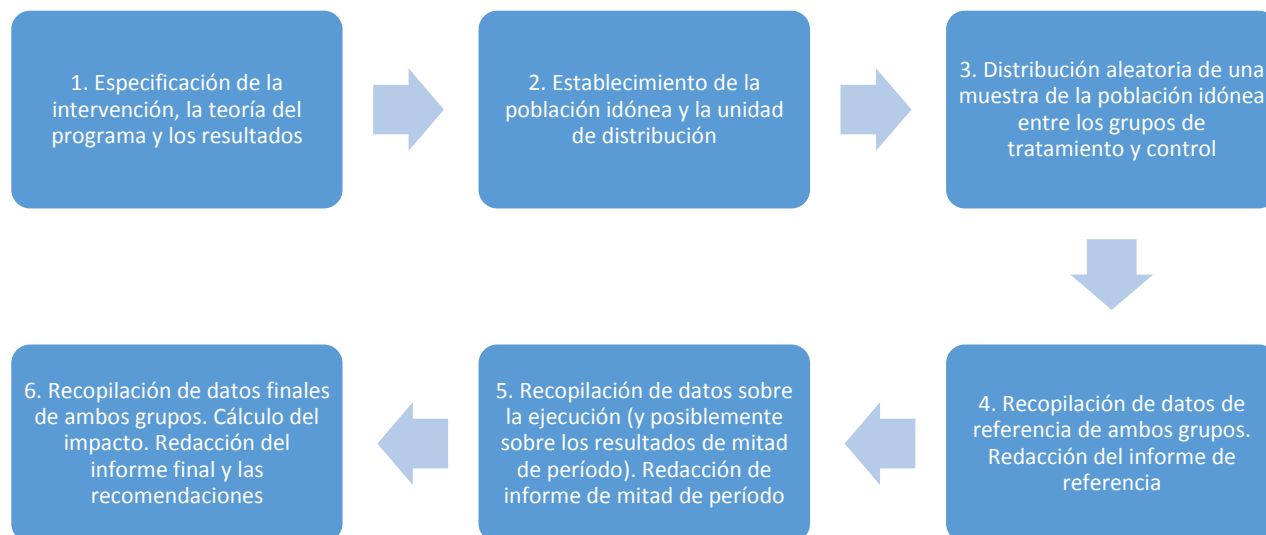 1. Especificación de la
intervención, la teoría del
programa y los resultados
2. Establecimiento de la
población idónea y la unidad
de distribución
3. Distribución aleatoria de una
muestra de la población idónea
entre los grupos de
tratamiento y control
4. Recopilación de datos de
referencia de ambos grupos.
Redacción del informe de
referencia
5. Recopilación de datos sobre
la ejecución (y posiblemente
sobre los resultados de mitad
de período). Redacción de
informe de mitad de período
6. Recopilación de datos finales
de ambos grupos. Cálculo del
impacto. Redacción del
informe final y las
recomendaciones